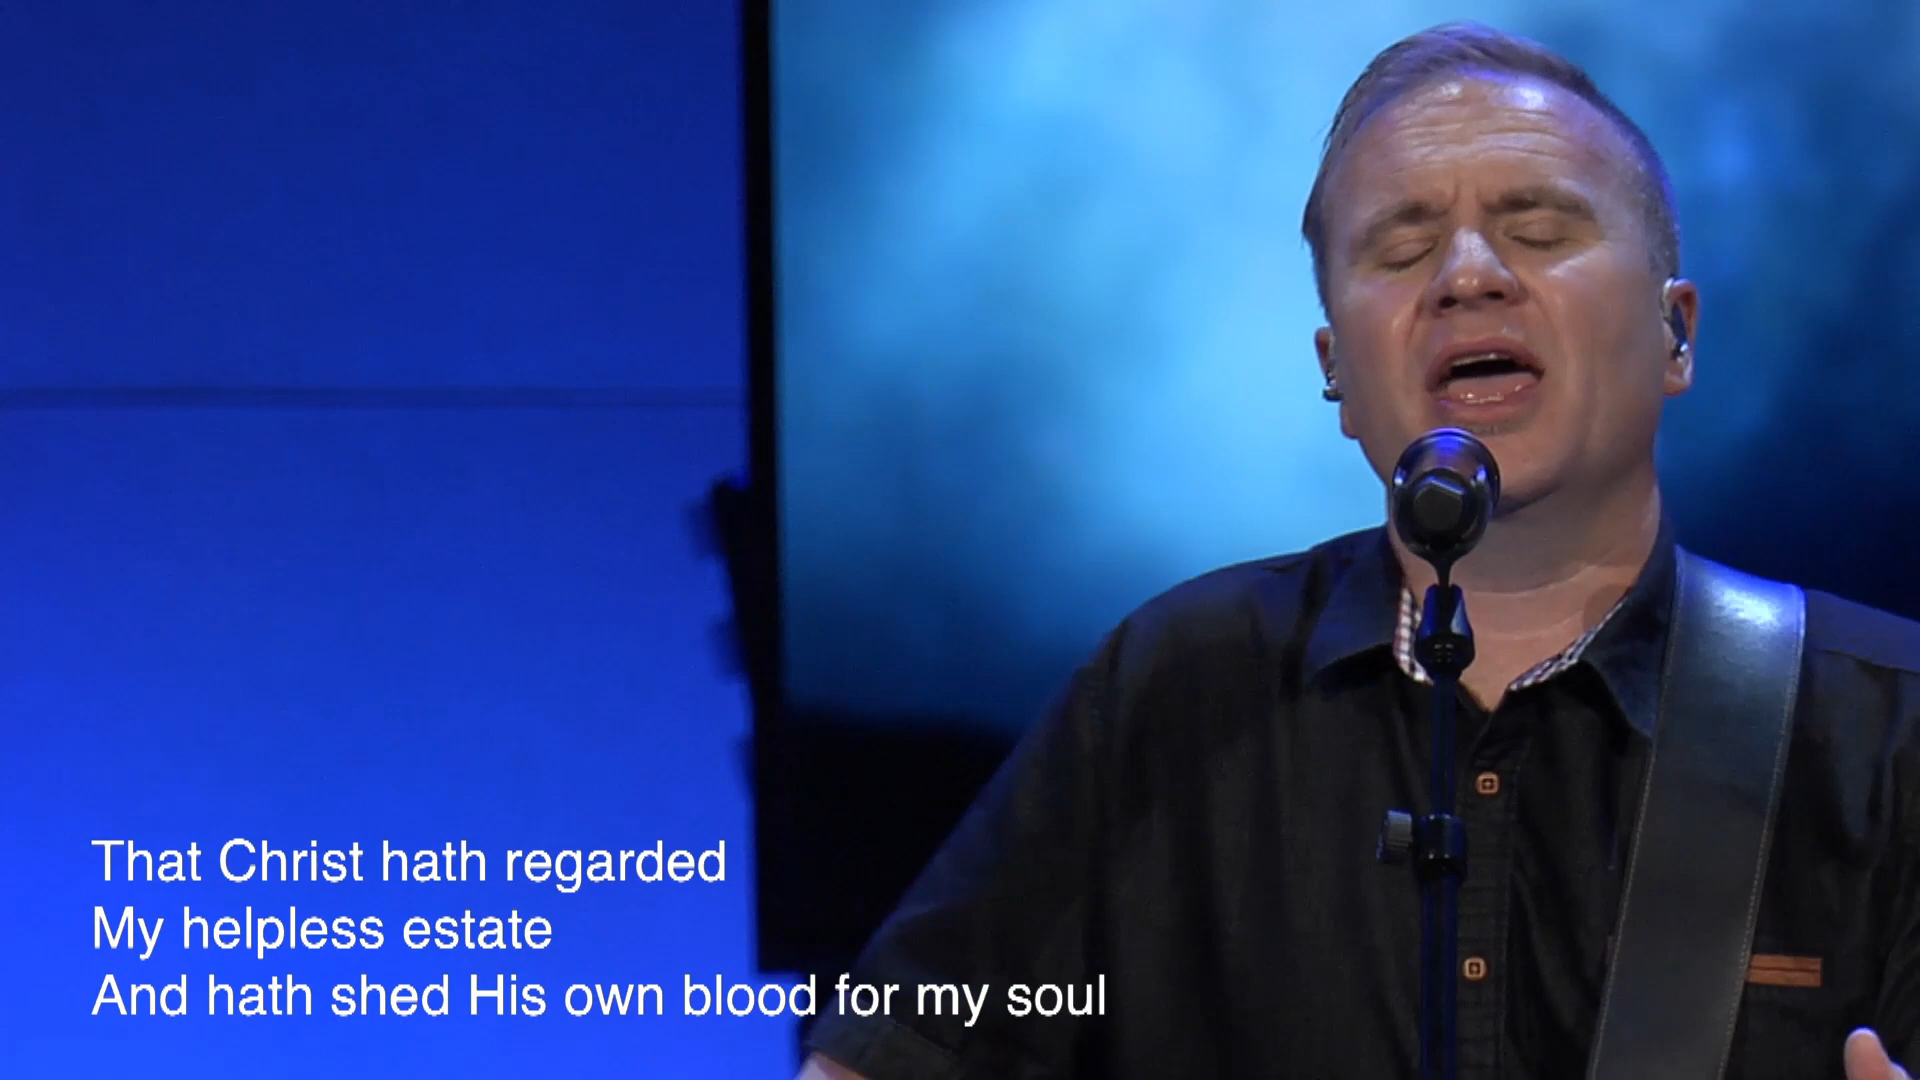 That Christ hath regarded
My helpless estate
And hath shed His own blood for my soul